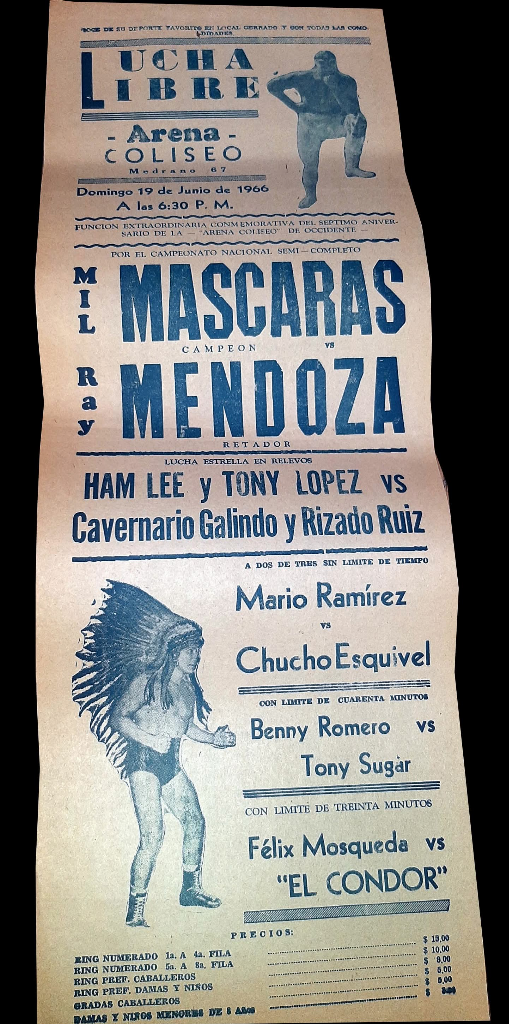 GOCE DE SU DEPORTE FAVORITO EN LOCAL CERRADO Y CON TODAS LAS COMO-
DIDADES.
LUCHA
LIBRE
- Arena -
COLISEO
Medrano 67
Domingo 19 de Junio de 1966
A las 6:30 P. M.
FUNCION EXTRAORDINARIA CONMEMORATIVA DEL SEPTIMO ANIVER-
SARIO DE LA — "ARENA COLISEO" DE OCCIDENTE —
POR EL CAMPEONATO NACIONAL SEMI—COMPLETO
MIL MASCARAS
CAMPEON vs
Ray MENDOZA
RETADOR
LUCHA ESTRELLA EN RELEVOS
HAM LEE y TONY LOPEZ vs
Cavernario Galindo y Rizado Ruiz
A DOS DE TRES SIN LIMITE DE TIEMPO
Mario Ramírez
vs
Chucho Esquivel
CON LIMITE DE CUARENTA MINUTOS
Benny Romero vs
Tony Sugar
CON LIMITE DE TREINTA MINUTOS
Félix Mosqueda vs
"EL CONDOR"
PRECIOS:
RING NUMERADO 1a. A 4a. FILA
RING NUMERADO 5a. A 8a. FILA $ 10.00
RING PREF. CABALLEROS
RING PREF. DAMAS Y NIÑOS
GRADAS CABALLEROS
DAMAS Y NIÑOS MENORES DE 8 AÑOS